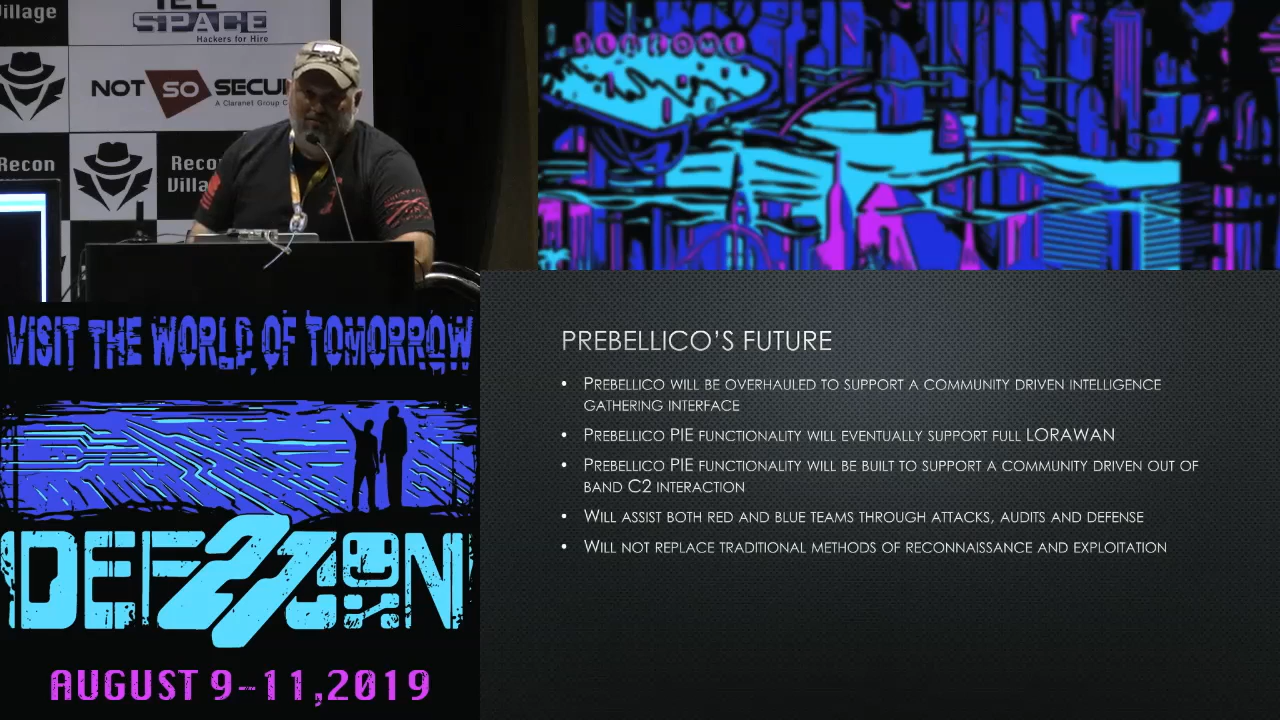 Village
TEL
SPACE
Hackers for Hire
NOT SO SECU
A Claranet Group C
Recon
Recon
Villa
WELCOME
VISIT THE WORLD OF TOMORROW
DEF 27 CON
AUGUST 9-11,2019
PREBELLICO'S FUTURE
• PREBELLICO WILL BE OVERHAULED TO SUPPORT A COMMUNITY DRIVEN INTELLIGENCE
GATHERING INTERFACE
• PREBELLICO PIE FUNCTIONALITY WILL EVENTUALLY SUPPORT FULL LORAWAN
• PREBELLICO PIE FUNCTIONALITY WILL BE BUILT TO SUPPORT A COMMUNITY DRIVEN OUT OF
BAND C2 INTERACTION
• WILL ASSIST BOTH RED AND BLUE TEAMS THROUGH ATTACKS, AUDITS AND DEFENSE
• WILL NOT REPLACE TRADITIONAL METHODS OF RECONNAISSANCE AND EXPLOITATION